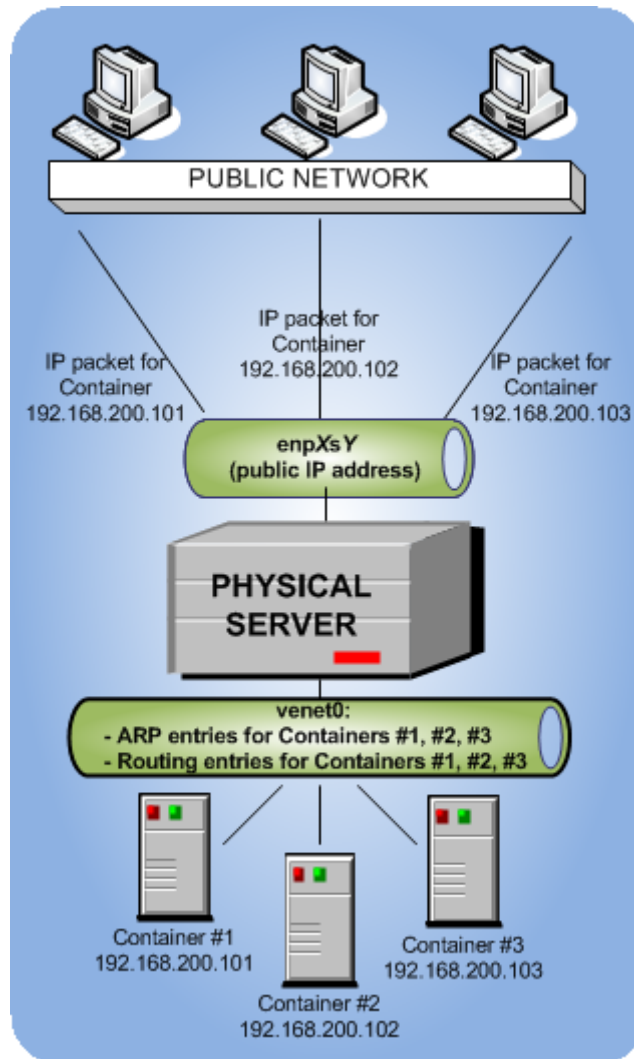 PUBLIC NETWORK
IP packet for
Container
192.168.200.101
IP packet for
Container
192.168.200.102
IP packet for
Container
192.168.200.103
enpXsY
(public IP address)
PHYSICAL
SERVER
venet0:
- ARP entries for Containers #1, #2, #3
- Routing entries for Containers #1, #2, #3
Container #1
192.168.200.101
Container #2
192.168.200.102
Container #3
192.168.200.103